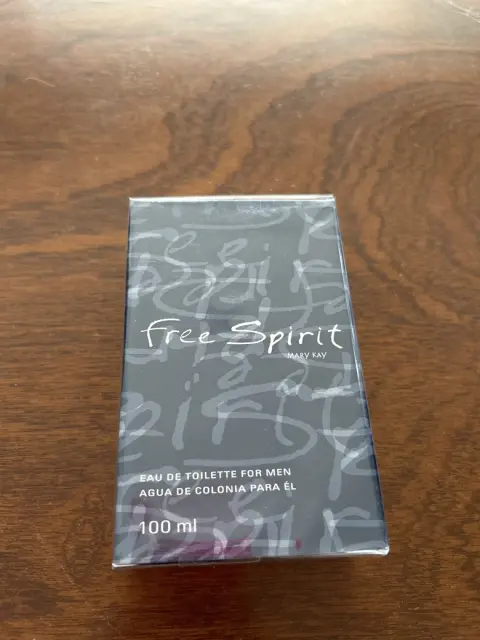 Free Spirit
MARY KAY
EAU DE TOILETTE FOR MEN
AGUA DE COLONIA PARA ÉL
100 ml